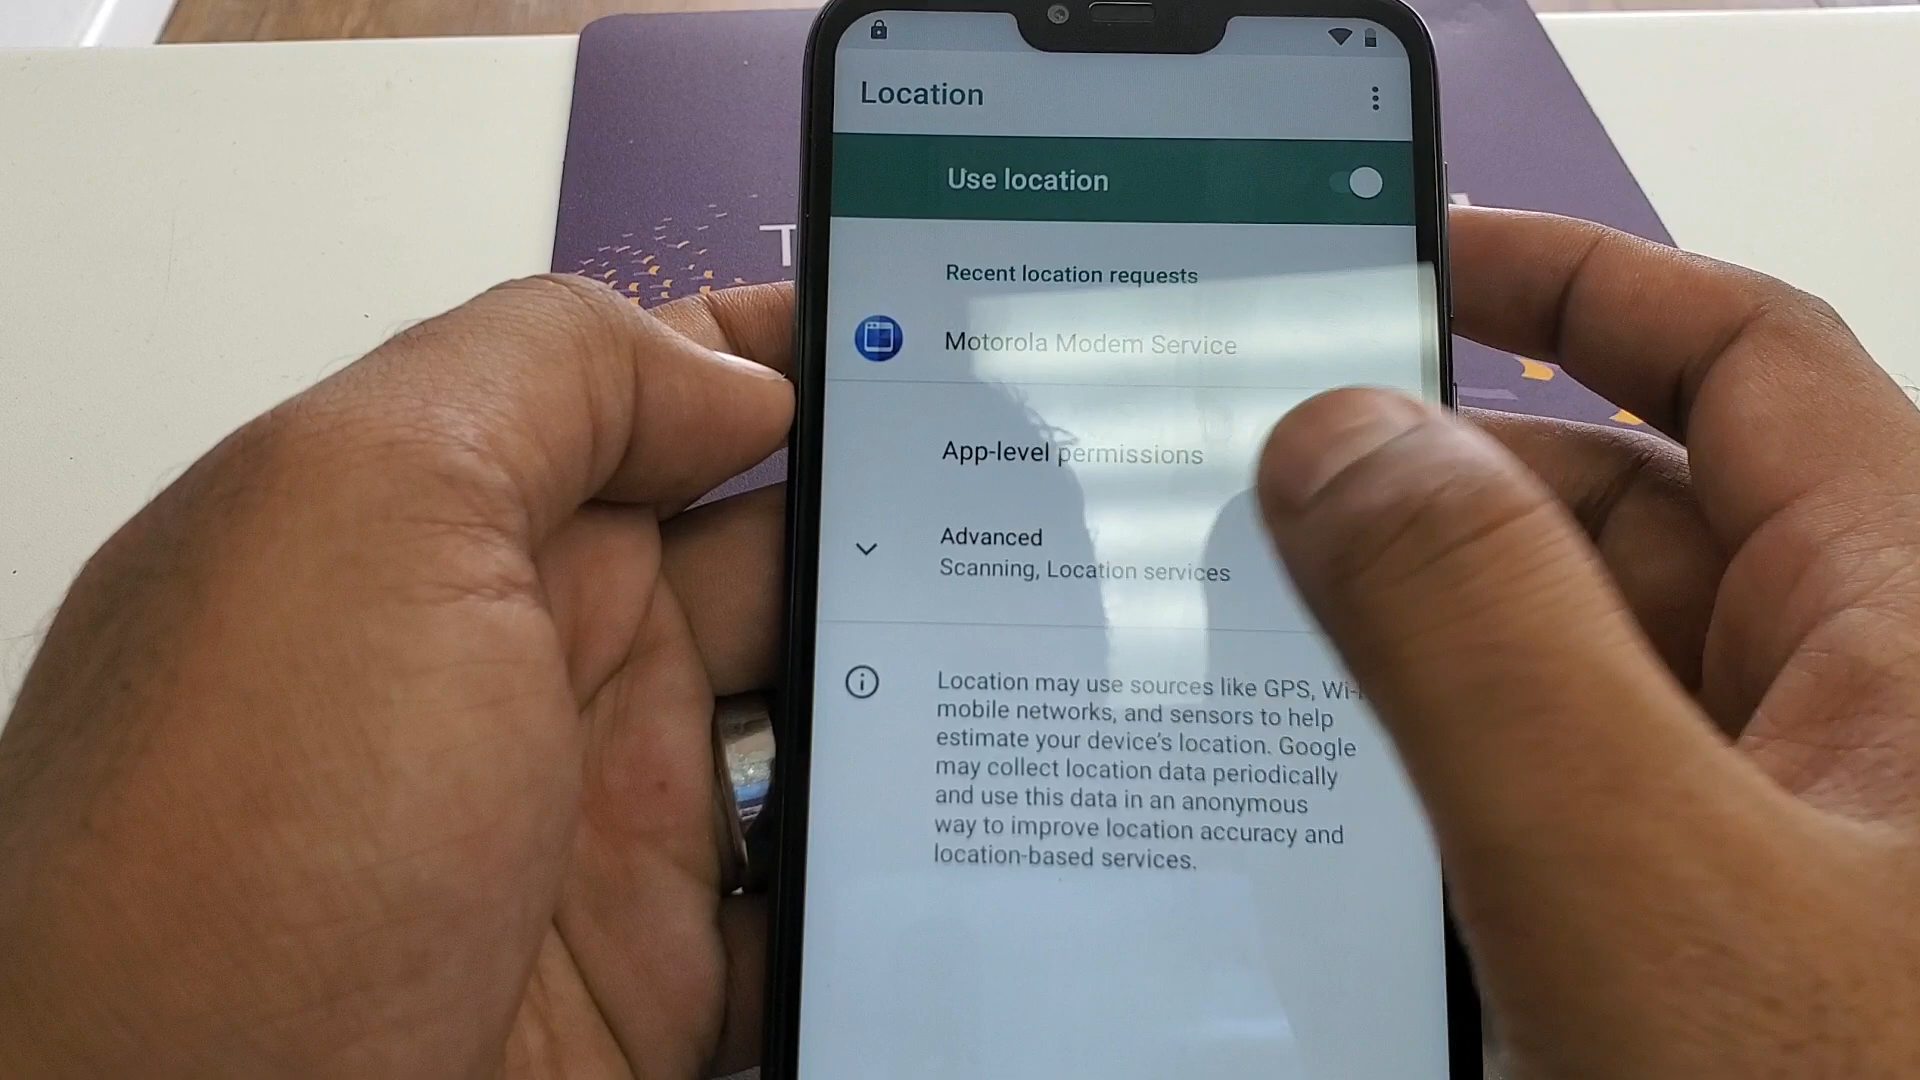 Location
Use location
Recent location requests
Motorola Modem Service
App-level permissions
Advanced
Scanning, Location services
Location may use sources like GPS, Wi-
mobile networks, and sensors to help
estimate your device's location. Google
may collect location data periodically
and use this data in an anonymous
way to improve location accuracy and
location-based services.
T